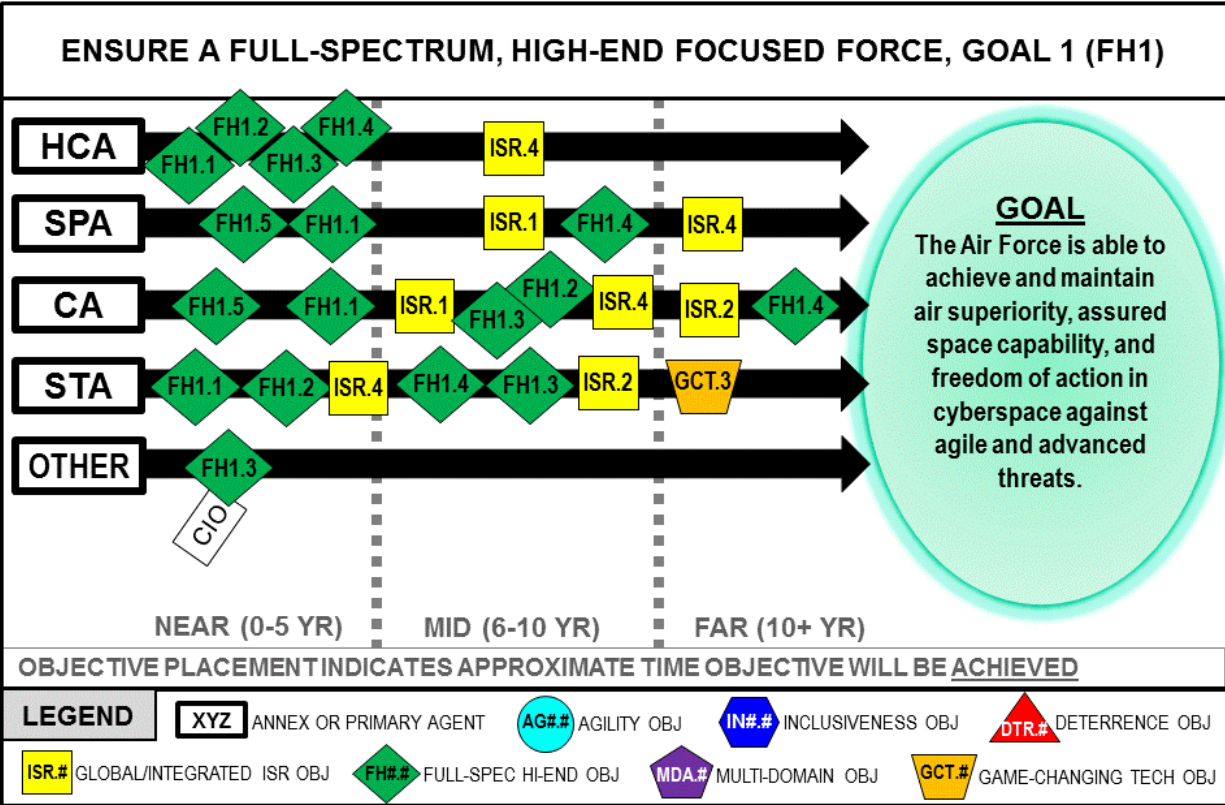 ENSURE A FULL-SPECTRUM, HIGH-END FOCUSED FORCE, GOAL 1 (FH1)
HCA
FH1.1
FH1.2
FH1.3
FH1.4
ISR.4
SPA
FH1.5
FH1.1
ISR.1
FH1.4
ISR.4
CA
FH1.5
FH1.1
ISR.1
FH1.3
FH1.2
ISR.4
ISR.2
FH1.4
STA
FH1.1
FH1.2
ISR.4
FH1.4
FH1.3
ISR.2
GCT.3
OTHER
FH1.3
CIO
GOAL
The Air Force is able to
achieve and maintain
air superiority, assured
space capability, and
freedom of action in
cyberspace against
agile and advanced
threats.
NEAR (0-5 YR)
MID (6-10 YR)
FAR (10+ YR)
OBJECTIVE PLACEMENT INDICATES APPROXIMATE TIME OBJECTIVE WILL BE ACHIEVED
LEGEND
XYZ ANNEX OR PRIMARY AGENT
AG#.# AGILITY OBJ
IN#.# INCLUSIVENESS OBJ
DTR.# DETERRENCE OBJ
ISR.# GLOBAL/INTEGRATED ISR OBJ
FH#.# FULL-SPEC HI-END OBJ
MDA.# MULTI-DOMAIN OBJ
GCT.# GAME-CHANGING TECH OBJ